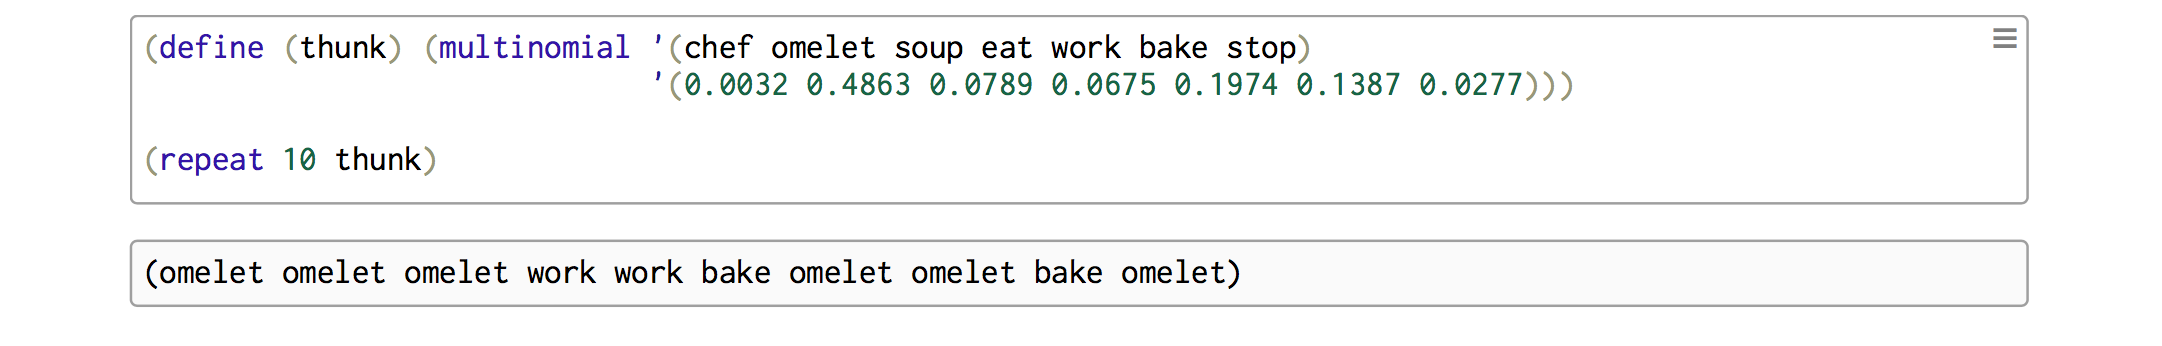 (define (thunk) (multinomial '(chef omelet soup eat work bake stop)
'(0.0032 0.4863 0.0789 0.0675 0.1974 0.1387 0.0277)))
(repeat 10 thunk)
(omelet omelet omelet work work bake omelet omelet bake omelet)